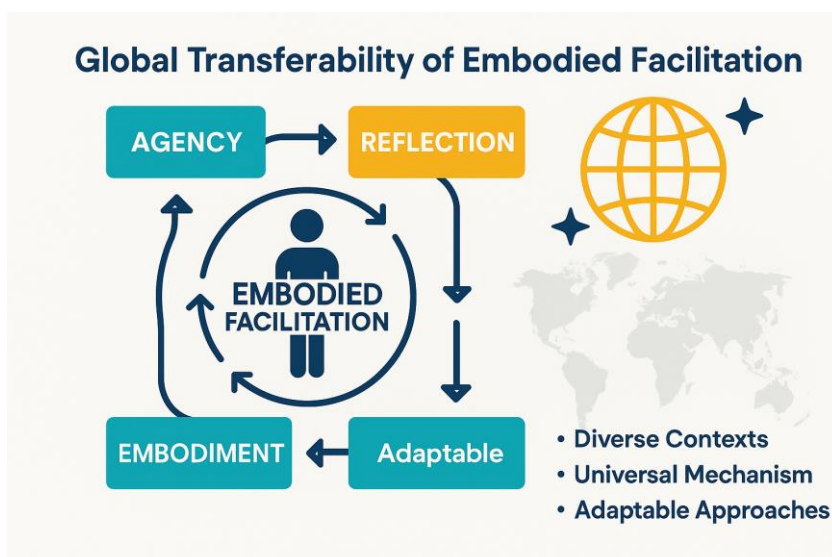 Global Transferability of Embodied Facilitation
AGENCY
REFLECTION
EMBODIED
FACILITATION
EMBODIMENT
Adaptable
• Diverse Contexts
• Universal Mechanism
• Adaptable Approaches